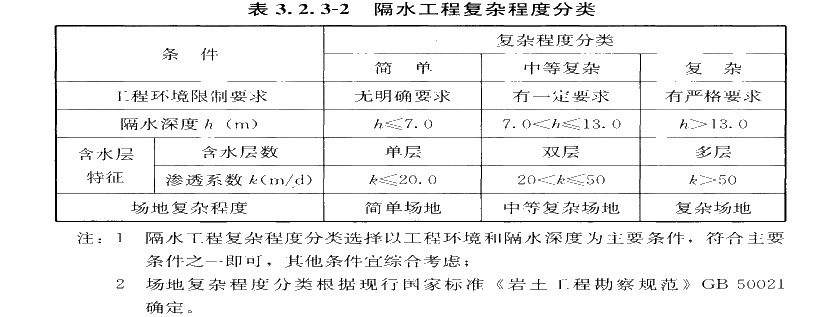 表 3.2.3-2 隔水工程复杂程度分类
条 件
复杂程度分类
简 单 中等复杂 复 杂
工程环境限制要求 无明确要求 有一定要求 有严格要求
隔水深度h (m) h≤7.0 7.0<h≤13.0 h>13.0
含水层特征
含水层数 单层 双层 多层
渗透系数k(m/d) k≤20.0 20<k≤50 k>50
场地复杂程度 简单场地 中等复杂场地 复杂场地
注：1 隔水工程复杂程度分类选择以工程环境和隔水深度为主要条件，符合主要
条件之一即可，其他条件宜综合考虑；
2 场地复杂程度分类根据现行国家标准《岩土工程勘察规范》GB 50021
确定。